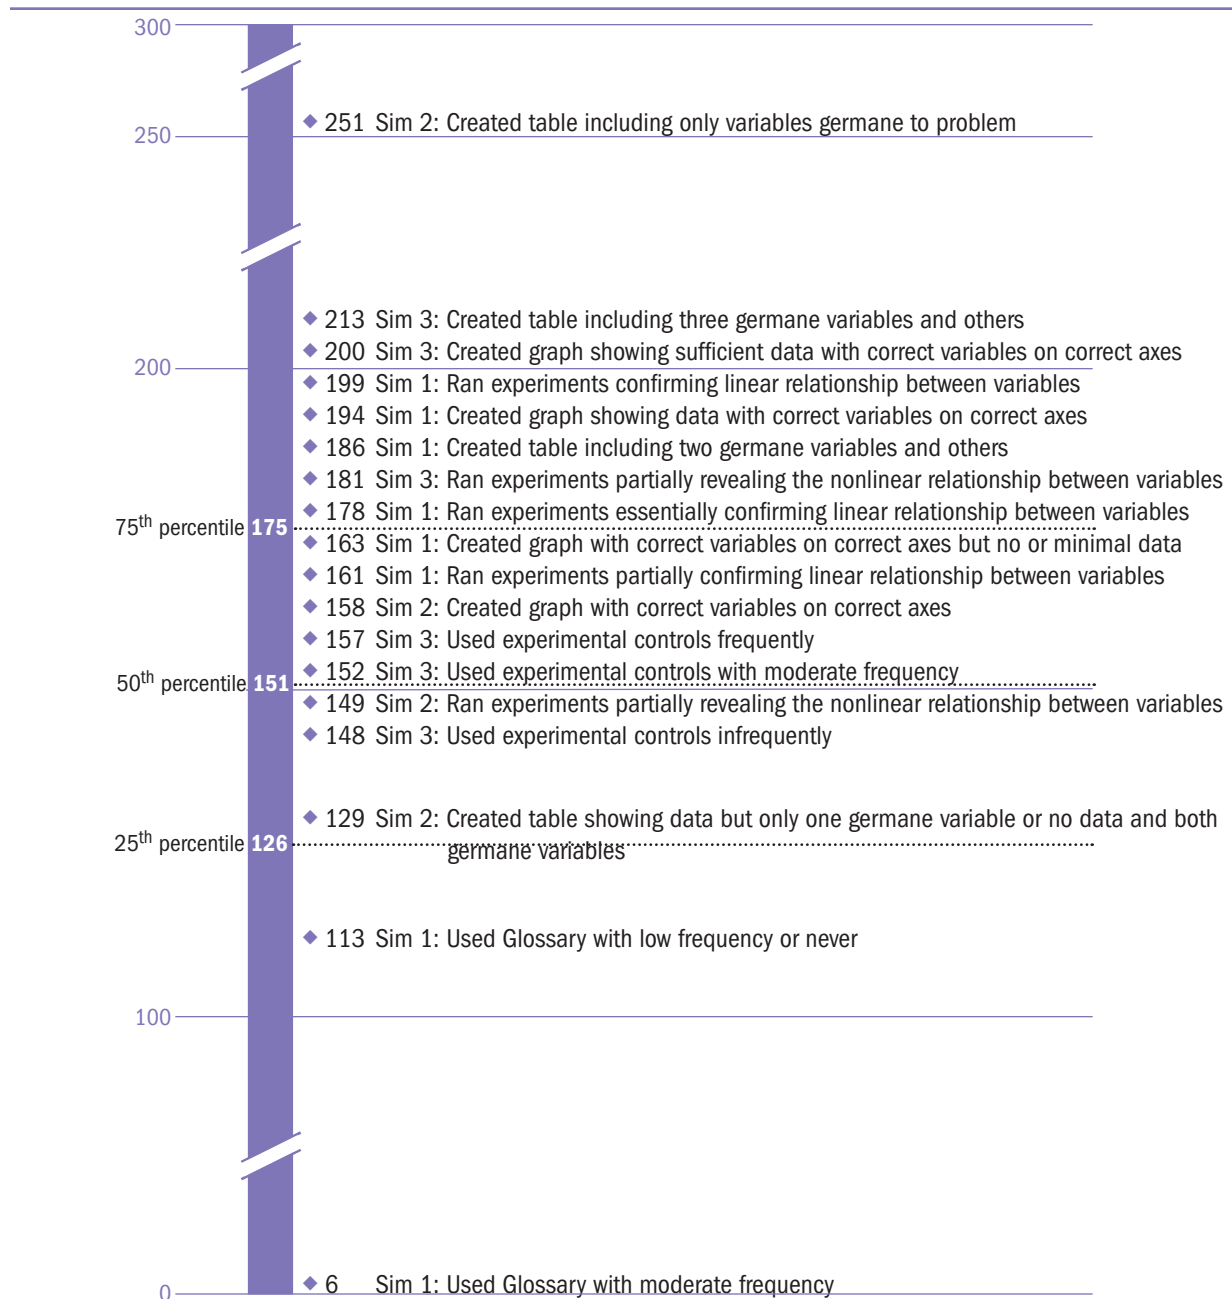 300
◆ 251 Sim 2: Created table including only variables germane to problem
250
◆ 213 Sim 3: Created table including three germane variables and others
◆ 200 Sim 3: Created graph showing sufficient data with correct variables on correct axes
200
◆ 199 Sim 1: Ran experiments confirming linear relationship between variables
◆ 194 Sim 1: Created graph showing data with correct variables on correct axes
◆ 186 Sim 1: Created table including two germane variables and others
◆ 181 Sim 3: Ran experiments partially revealing the nonlinear relationship between variables
◆ 178 Sim 1: Ran experiments essentially confirming linear relationship between variables
75th percentile 175
◆ 163 Sim 1: Created graph with correct variables on correct axes but no or minimal data
◆ 161 Sim 1: Ran experiments partially confirming linear relationship between variables
◆ 158 Sim 2: Created graph with correct variables on correct axes
◆ 157 Sim 3: Used experimental controls frequently
◆ 152 Sim 3: Used experimental controls with moderate frequency
50th percentile 151
◆ 149 Sim 2: Ran experiments partially revealing the nonlinear relationship between variables
◆ 148 Sim 3: Used experimental controls infrequently
◆ 129 Sim 2: Created table showing data but only one germane variable or no data and both
25th percentile 126
germane variables
◆ 113 Sim 1: Used Glossary with low frequency or never
100
◆ 6 Sim 1: Used Glossary with moderate frequency
0